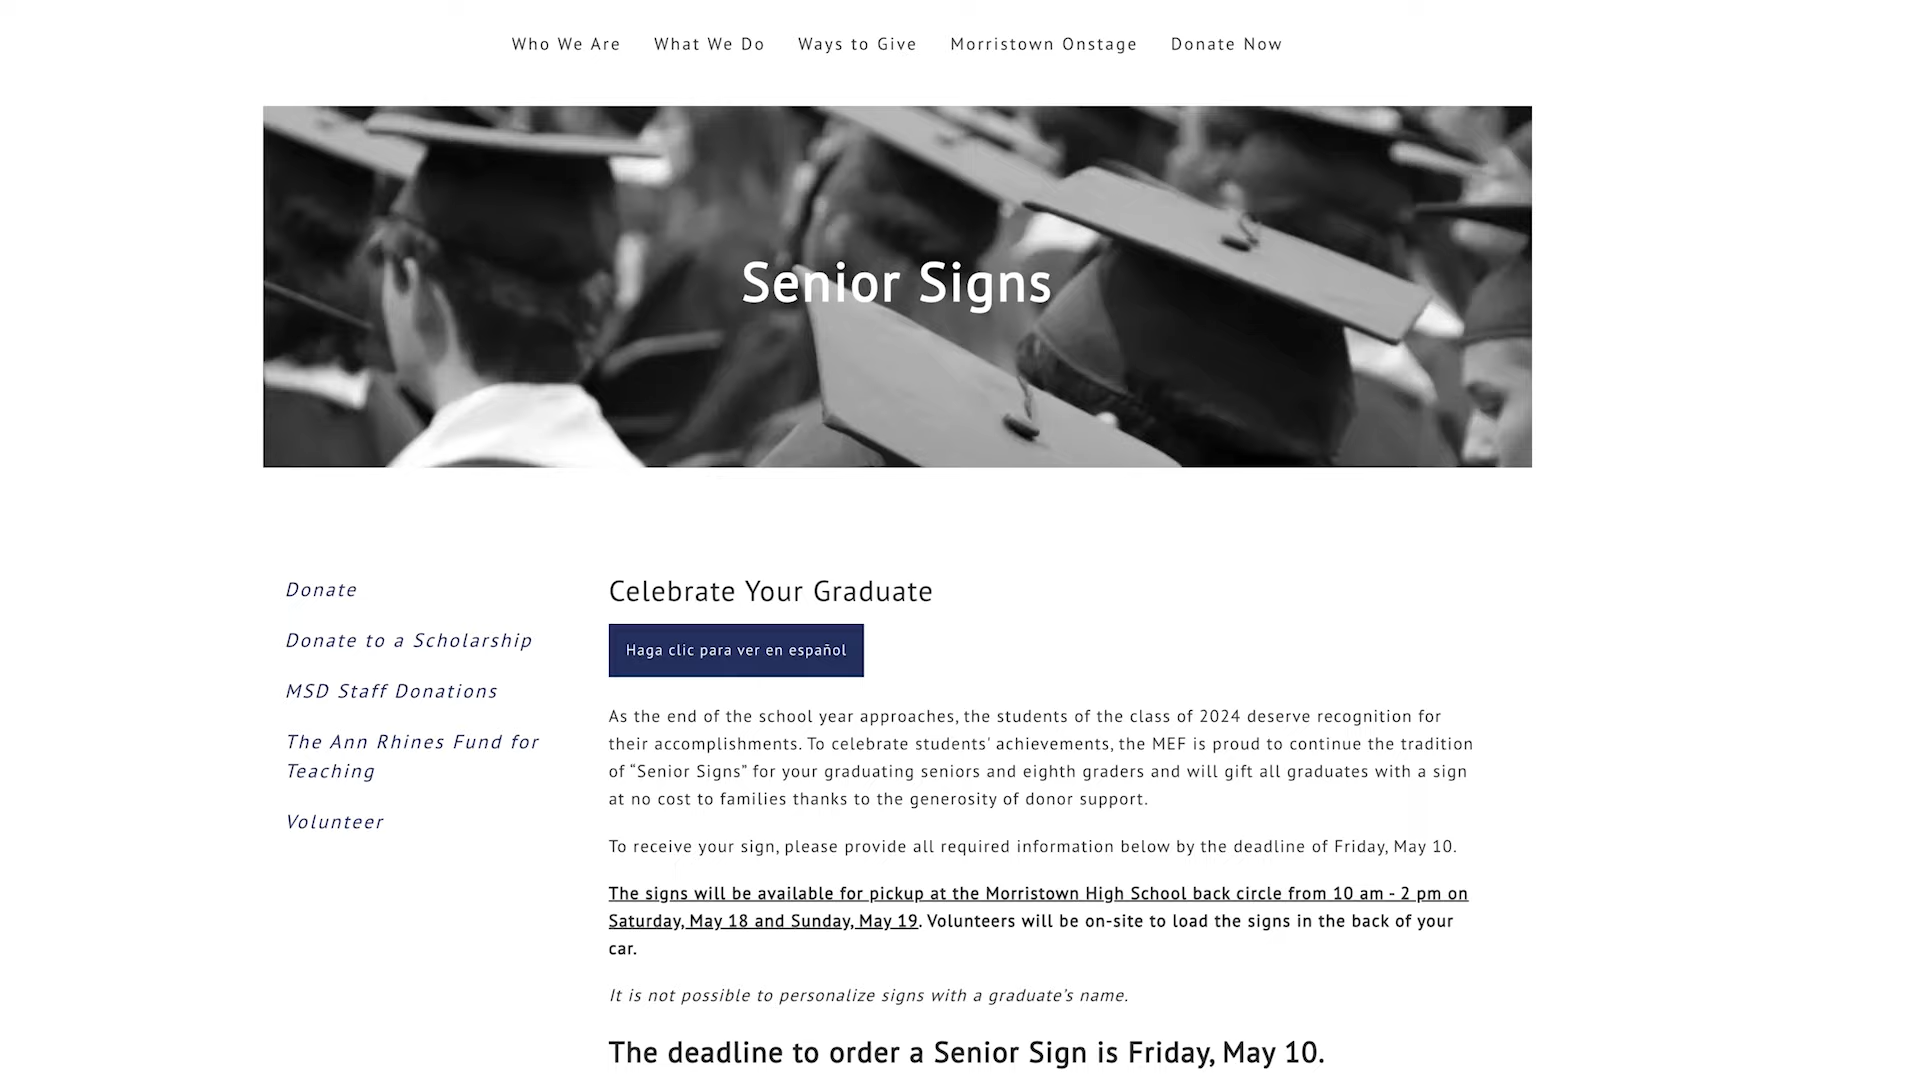 Who We Are What We Do Ways to Give Morristown Onstage Donate Now
Senior Signs
Donate
Donate to a Scholarship
MSD Staff Donations
The Ann Rhines Fund for
Teaching
Volunteer
Celebrate Your Graduate
Haga clic para ver en español
As the end of the school year approaches, the students of the class of 2024 deserve recognition for
their accomplishments. To celebrate students' achievements, the MEF is proud to continue the tradition
of “Senior Signs” for your graduating seniors and eighth graders and will gift all graduates with a sign
at no cost to families thanks to the generosity of donor support.
To receive your sign, please provide all required information below by the deadline of Friday, May 10.
The signs will be available for pickup at the Morristown High School back circle from 10 am - 2 pm on
Saturday, May 18 and Sunday, May 19. Volunteers will be on-site to load the signs in the back of your
car.
It is not possible to personalize signs with a graduate's name.
The deadline to order a Senior Sign is Friday, May 10.